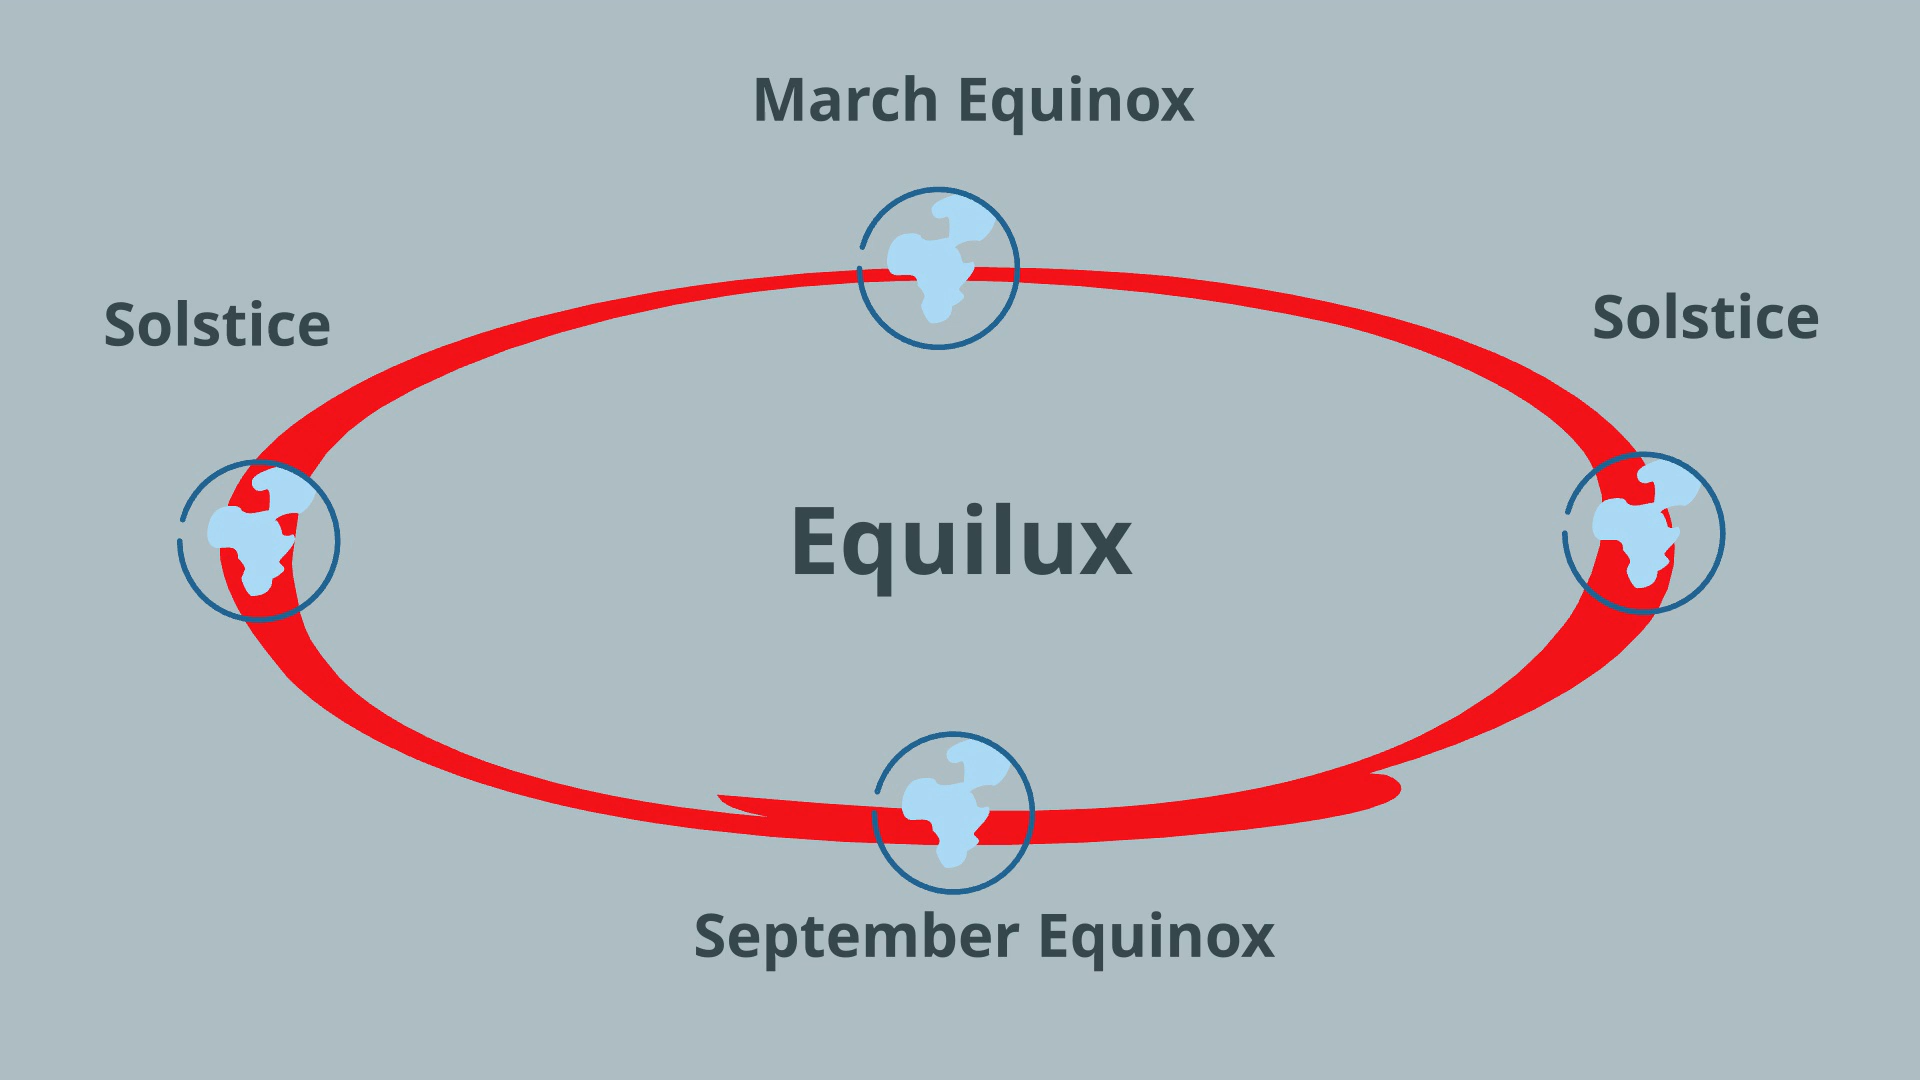 March Equinox
Solstice
Solstice
Equilux
September Equinox